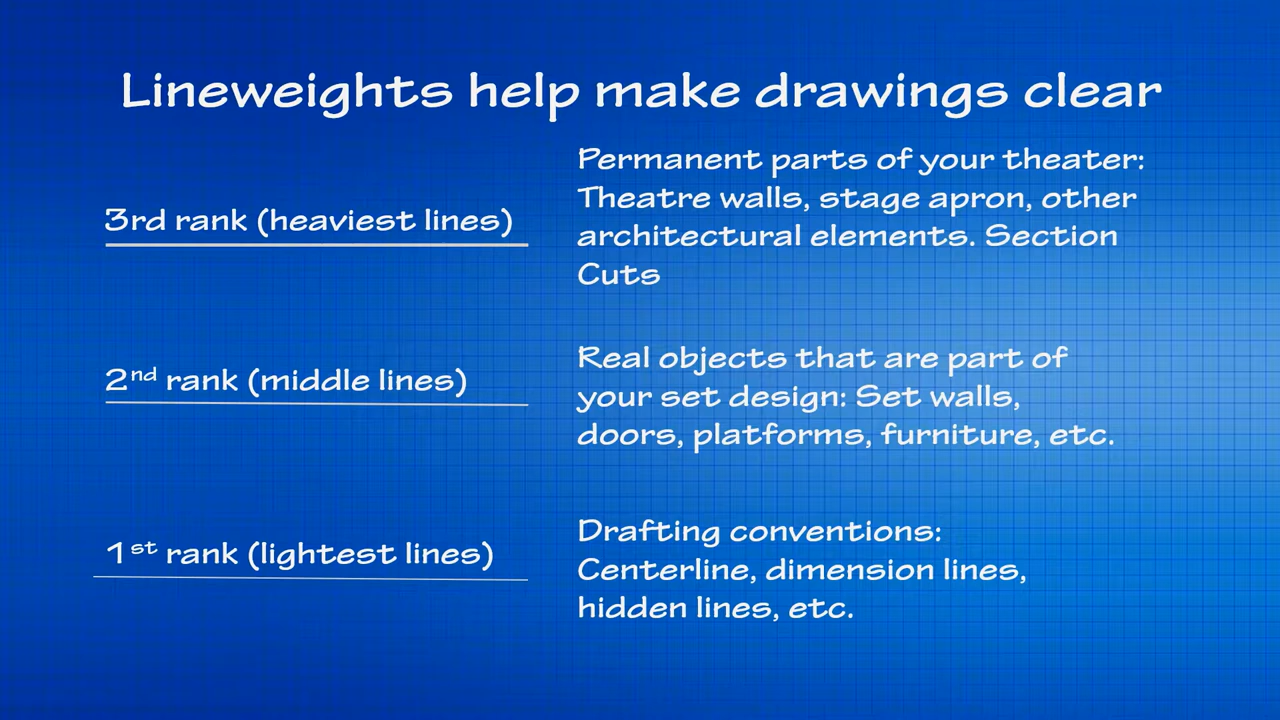 Lineweights help make drawings clear
3rd rank (heaviest lines)
Permanent parts of your theater:
Theatre walls, stage apron, other
architectural elements. Section
Cuts
2nd rank (middle lines)
Real objects that are part of
your set design: Set walls,
doors, platforms, furniture, etc.
1st rank (lightest lines)
Drafting conventions:
Centerline, dimension lines,
hidden lines, etc.